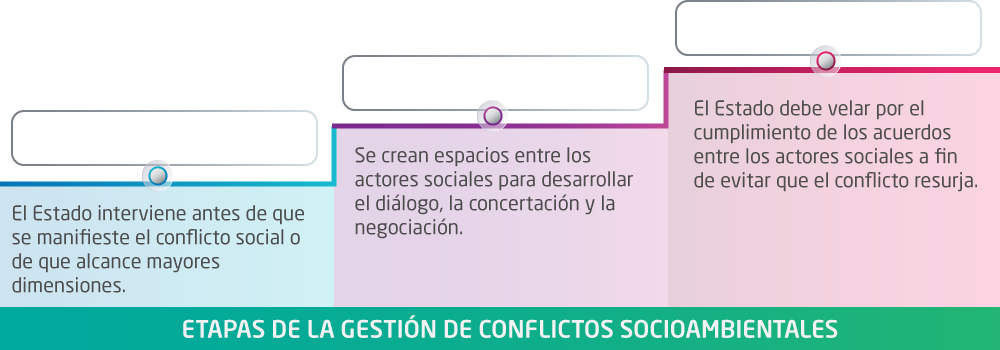 El Estado interviene antes de que
se manifieste el conflicto social o
de que alcance mayores
dimensiones.
Se crean espacios entre los
actores sociales para desarrollar
el diálogo, la concertación y la
negociación.
El Estado debe velar por el
cumplimiento de los acuerdos
entre los actores sociales a fin
de evitar que el conflicto resurja.
ETAPAS DE LA GESTIÓN DE CONFLICTOS SOCIOAMBIENTALES